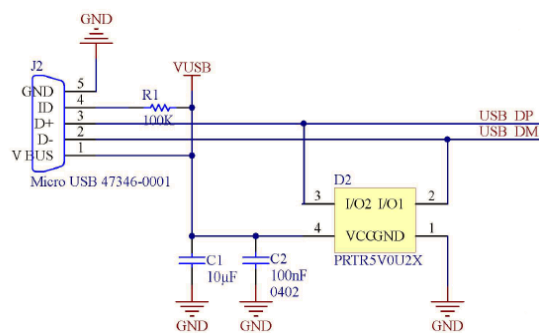 GND
J2
VUSB
GND 5
ID 4
D+ 3
D- 2
V BUS 1
R1
100K
USB DP
USB DM
Micro USB 47346-0001
D2
3 I/O2 I/O1 2
4 VCCGND 1
PRTR5V0U2X
C1
10µF
C2
100nF
0402
GND
GND
GND